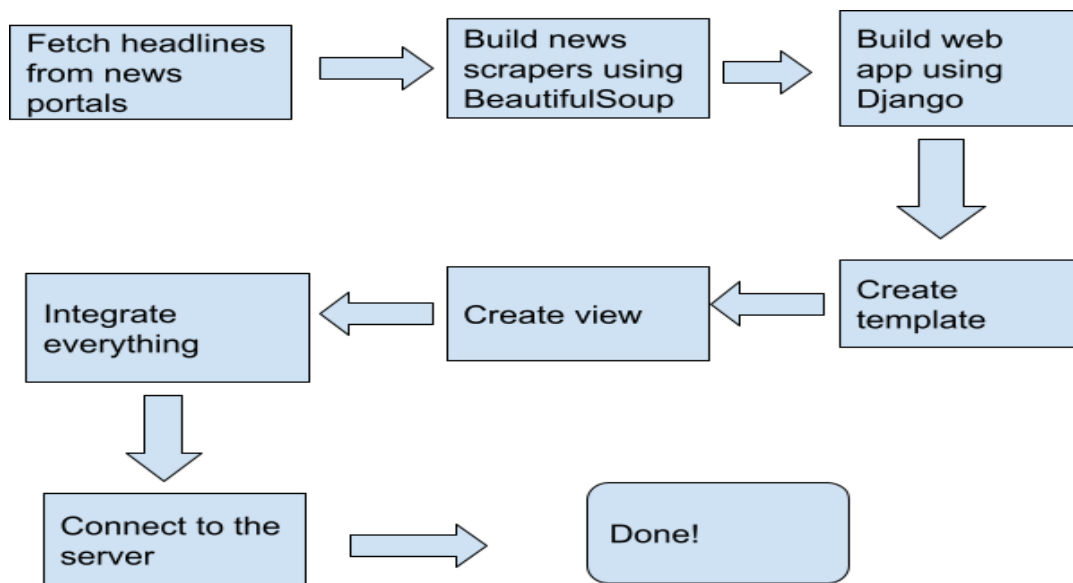 Fetch headlines
from news
portals
Build news
scrapers using
BeautifulSoup
Build web
app using
Django
Create
template
Create view
Integrate
everything
Connect to the
server
Done!